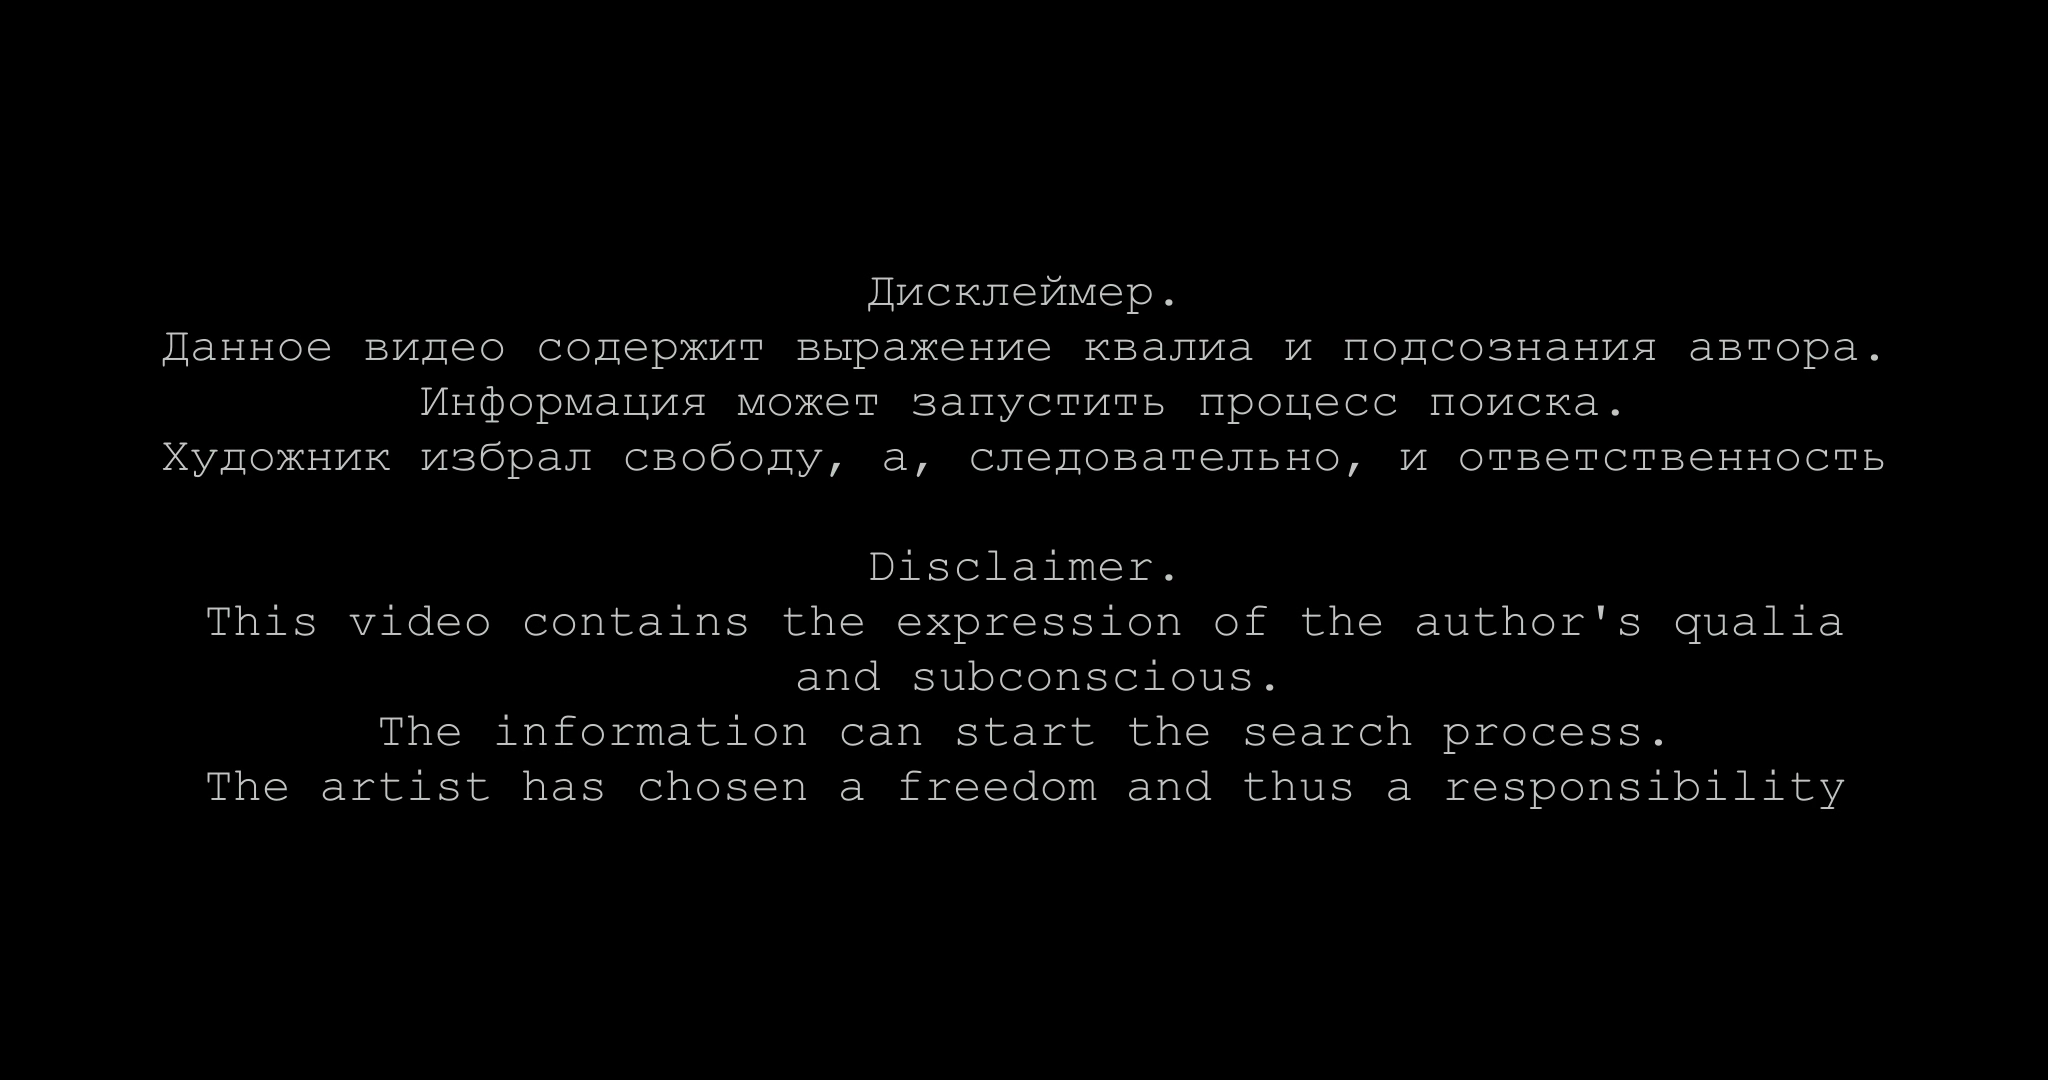 Дисклеймер.
Данное видео содержит выражение квалиа и подсознания автора.
Информация может запустить процесс поиска.
Художник избрал свободу, а, следовательно, и ответственность
Disclaimer.
This video contains the expression of the author's qualia
and subconscious.
The information can start the search process.
The artist has chosen a freedom and thus a responsibility